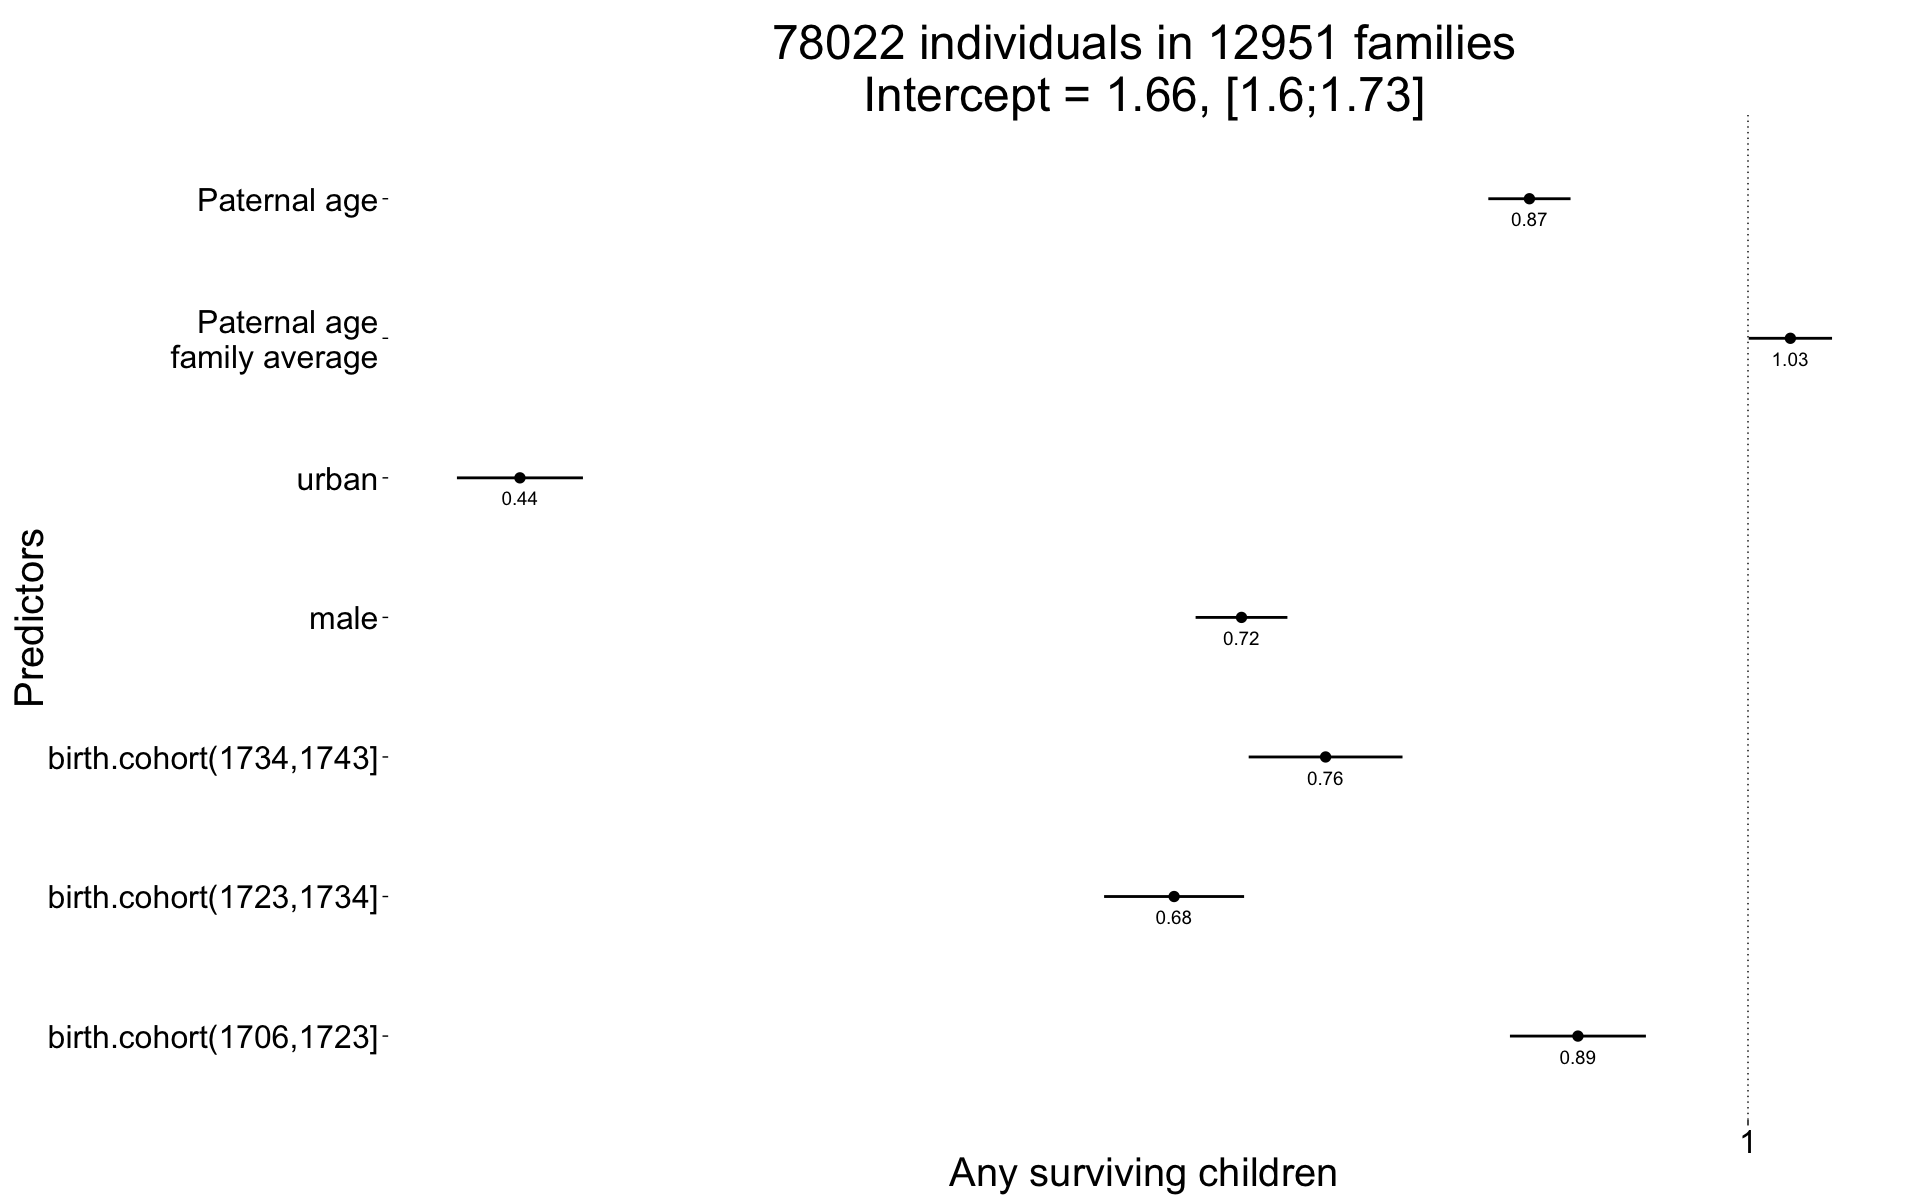 78022 individuals in 12951 families
Intercept = 1.66, [1.6;1.73]
Predictors
Paternal age
0.87
Paternal age
family average
1.03
urban
0.44
male
0.72
birth.cohort(1734,1743]
0.76
birth.cohort(1723,1734]
0.68
birth.cohort(1706,1723]
0.89
1
Any surviving children